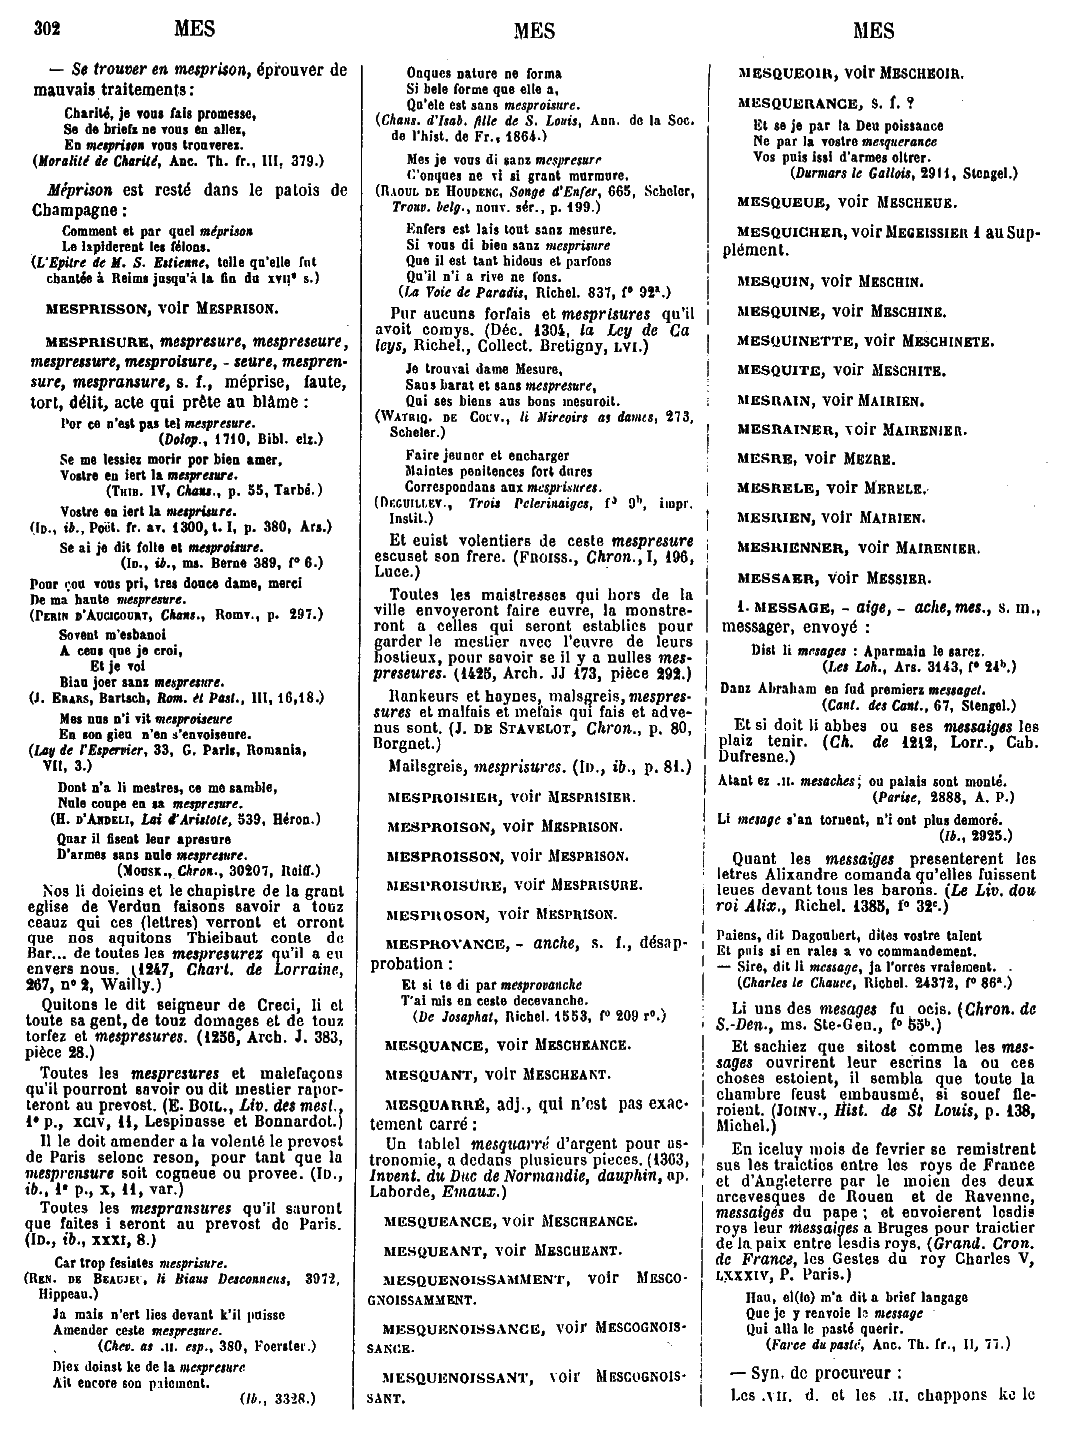 302 MES MES MES
— Se trouver en mesprison, éprouver de
mauvais traitements :
Charité, je vous fais promesse,
Se de briefz ne vous en allez,
En mesprison vous trouverez.
(Moralité de Charité, Anc. Th. fr., III, 379.)
Méprison est resté dans le patois de
Champagne :
Comment et par quel méprison
Le lapiderent les félons.
(L'Epitre de M. S. Estienne, telle qu'elle fut
chantée à Reims jusqu'à la fin du XVIIe s.)
MESPRISSON, voir MESPRISON.
MESPRISURE, mespresure, mespreseure,
mespressure, mesproisure, - seure, mespren-
sure, mespransure, s. f., méprise, faute,
tort, délit, acte qui prête au blâme :
Por ce n'est pas tel mespresure.
(Dolop., 1710, Bibl. elz.)
Se me lessiez morir por bien amer,
Vostre en iert la mespresure.
(THIB. IV, Chans., p. 55, Tarbé.)
Vostre en iert la mesprisure.
(ID., ib., Poët. fr. av. 1300, t. I, p. 380, Ars.)
Se ai je dit folie et mesproisure.
(ID., ib., ms. Berne 389, fº 6.)
Pour çou vous pri, tres douce dame, merci
De ma haute mespresure.
(PERIN D'AUCICOURT, Chans., Romv., p. 297.)
Sovent m'esbanoi
A ceus que je croi,
Et je voi
Biau joer sanz mespresure.
(J. ERARS, Bartsch, Rom. et Past., III, 16,18.)
Mes nus n'i vit mesproiseure
En son gieu n'en s'envoiseure.
(Lay de l'Espervier, 33, G. Paris, Romania,
VII, 3.)
Dont n'a li mestres, ce me samble,
Nule coupe en sa mespresure.
(H. D'ANDELI, Lai d'Aristote, 539, Héron.)
Quar il fisent leur apresure
D'armes sans nule mespresure.
(MOUSK., Chron., 30207, Reiff.)
Nos li doieins et le chapistre de la grant
eglise de Verdun faisons savoir a touz
ceauz qui ces (lettres) verront et orront
que nos aquitons Thieibaut conte de
Bar... de toutes les mespresurez qu'il a eu
envers nous. (1247, Chart. de Lorraine,
267, nº 2, Wailly.)
Quitons le dit seigneur de Creci, li et
toute sa gent, de touz domages et de touz
torfez et mespresures. (1256, Arch. J. 383,
pièce 28.)
Toutes les mespresures et malefaçons
qu'il pourront savoir ou dit mestier rapor-
teront au prevost. (E. BOIL., Liv. des mest.,
1e p., XCIV, 11, Lespinasse et Bonnardot.)
Il le doit amender a la volenté le prevost
de Paris selonc reson, pour tant que la
mesprensure soit cogneue ou provee. (ID.,
ib., 1e p., X, 11, var.)
Toutes les mespransures qu'il sauront
que faites i seront au prevost de Paris.
(ID., ib., XXXI, 8.)
Car trop fesistes mesprisure.
(REN. DE BEAUJEU, li Biaus Desconneus, 3972,
Hippeau.)
Ja mais n'ert lies devant k'il puisse
Amender ceste mespresure.
(Chev. as .II. esp., 380, Foerster.)
Diex doinst ke de la mespresure
Ait encore son paiement.
(Ib., 3328.)
Onques nature ne forma
Si bele forme que elle a,
Qu'ele est sans mesproisure.
(Chans. d'Isab. fille de S. Louis, Ann. de la Soc.
de l'hist. de Fr., 1864.)
Mes je vous di sanz mespresure
C'onques ne vi si grant murmure.
(RAOUL DE HOUDENC, Songe d'Enfer, 665, Scheler,
Trouv. belg., nouv. sér., p. 199.)
Enfers est lais tout sanz mesure.
Si vous di bien sanz mesprisure
Que il est tant hideus et parfons
Qu'il n'i a rive ne fons.
(La Voie de Paradis, Richel. 837, fº 92ª.)
Pur aucuns forfais et mesprisures qu'il
avoit comys. (Déc. 1304, la Ley de Ca
leys, Richel., Collect. Bretigny, LVI.)
Je trouvai dame Mesure,
Sans barat et sans mespresure,
Qui ses biens aus bons mesuroit.
(WATRIQ. DE COUV., li Mireoirs as dames, 273,
Scheler.)
Faire jeuner et encharger
Maintes penitences fort dures
Correspondans aux mesprisures.
(DEGUILLEV., Trois Pelerinaiges, fº 9b, impr.
Instit.)
Et euist volentiers de ceste mespresure
escuset son frere. (FROISS., Chron., I, 196,
Luce.)
Toutes les maistresses qui hors de la
ville envoyeront faire euvre, la monstre-
ront a celles qui seront establies pour
garder le mestier avec l'euvre de leurs
hostieux, pour savoir se il y a nulles mes-
preseures. (1425, Arch. JJ 173, pièce 292.)
Rankeurs et haynes, malsgreis, mespres-
sures et malfais et mefais qui fais et adve-
nus sont. (J. DE STAVELOT, Chron., p. 80,
Borgnet.)
Mailsgreis, mesprisures. (ID., ib., p. 81.)
MESPROISIER, voir MESPRISIER.
MESPROISON, voir MESPRISON.
MESPROISSON, voir MESPRISON.
MESPROISURE, voir MESPRISURE.
MESPROSON, voir MESPRISON.
MESPROVANCE, - anche, s. f., désap-
probation :
Et si te di par mesprovanche
T'ai mis en ceste decevanche.
(De Josaphat, Richel. 1553, fº 209 rº.)
MESQUANCE, voir MESCHEANCE.
MESQUANT, voir MESCHEANT.
MESQUARRÉ, adj., qui n'est pas exac-
tement carré :
Un tablel mesquarré d'argent pour as-
tronomie, a dedans plusieurs pieces. (1363,
Invent. du Duc de Normandie, dauphin, ap.
Laborde, Emaux.)
MESQUEANCE, voir MESCHEANCE.
MESQUEANT, voir MESCHEANT.
MESQUENOISSAMMENT, voir MESCO-
GNOISSAMMENT.
MESQUENOISSANCE, voir MESCOGNOIS-
SANCE.
MESQUENOISSANT, voir MESCOGNOIS-
SANT.
MESQUEOIR, voir MESCHEOIR.
MESQUERANCE, s. f. ?
Et se je par la Deu poissance
Ne par la vostre mesquerance
Vos puis issi d'armes oltrer.
(Durmars le Gallois, 2911, Stengel.)
MESQUEUE, voir MESCHEUE.
MESQUICHER, voir MEGEISSIER 1 au Sup-
plément.
MESQUIN, voir MESCHIN.
MESQUINE, voir MESCHINE.
MESQUINETTE, voir MESCHINETE.
MESQUITE, voir MESCHITE.
MESRAIN, voir MAIRIEN.
MESRAINER, voir MAIRENIER.
MESRE, voir MEZRE.
MESRELE, voir MERELE.
MESRIEN, voir MAIRIEN.
MESRIENNER, voir MAIRENIER.
MESSAER, voir MESSIER.
1. MESSAGE, - aige, - ache, mes., s. m.,
messager, envoyé :
Dist li mesages : Aparmain le sarez.
(Les Loh., Ars. 3143, fº 24b.)
Danz Abraham en fud premierz messaget.
(Cant. des Cant., 67, Stengel.)
Et si doit li abbes ou ses messaiges les
plaiz tenir. (Ch. de 1212, Lorr., Cab.
Dufresne.)
Atant ez .II. mesaches ; ou palais sont monté.
(Parise, 2888, A. P.)
Li mesage s'an tornent, n'i ont plus demoré.
(Ib., 2925.)
Quant les messaiges presenterent les
letres Alixandre comanda qu'elles fuissent
leues devant tous les barons. (Le Liv. dou
roi Alix., Richel. 1385, fº 32c.)
Paiens, dit Dagoubert, dites vostre talent
Et puis si en rales a vo commandement.
— Sire, dit li message, ja l'orres vraiement.
(Charles le Chauve, Richel. 24372, fº 86ª.)
Li uns des mesages fu ocis. (Chron. de
S.-Den., ms. Ste-Gen., fº 55b.)
Et sachiez que sitost comme les mes-
sages ouvrirent leur escrins la ou ces
choses estoient, il sembla que toute la
chambre feust embausmé, si souef fle-
roient. (JOINV., Hist. de St Louis, p. 138,
Michel.)
En iceluy mois de fevrier se remistrent
sus les traictiés entre les roys de France
et d'Angleterre par le moien des deux
arcevesques de Rouen et de Ravenne,
messaiges du pape ; et envoierent lesdis
roys leur messaiges a Bruges pour traictier
de la paix entre lesdis roys. (Grand. Cron.
de France, les Gestes du roy Charles V,
LXXXIV, P. Paris.)
Hau, el(le) m'a dit a brief langage
Que je y renvoie le message
Qui alla le pasté querir.
(Farce du pasté, Anc. Th. fr., II, 77.)
— Syn. de procureur :
Les .VII. d. et les .II. chappons ke le